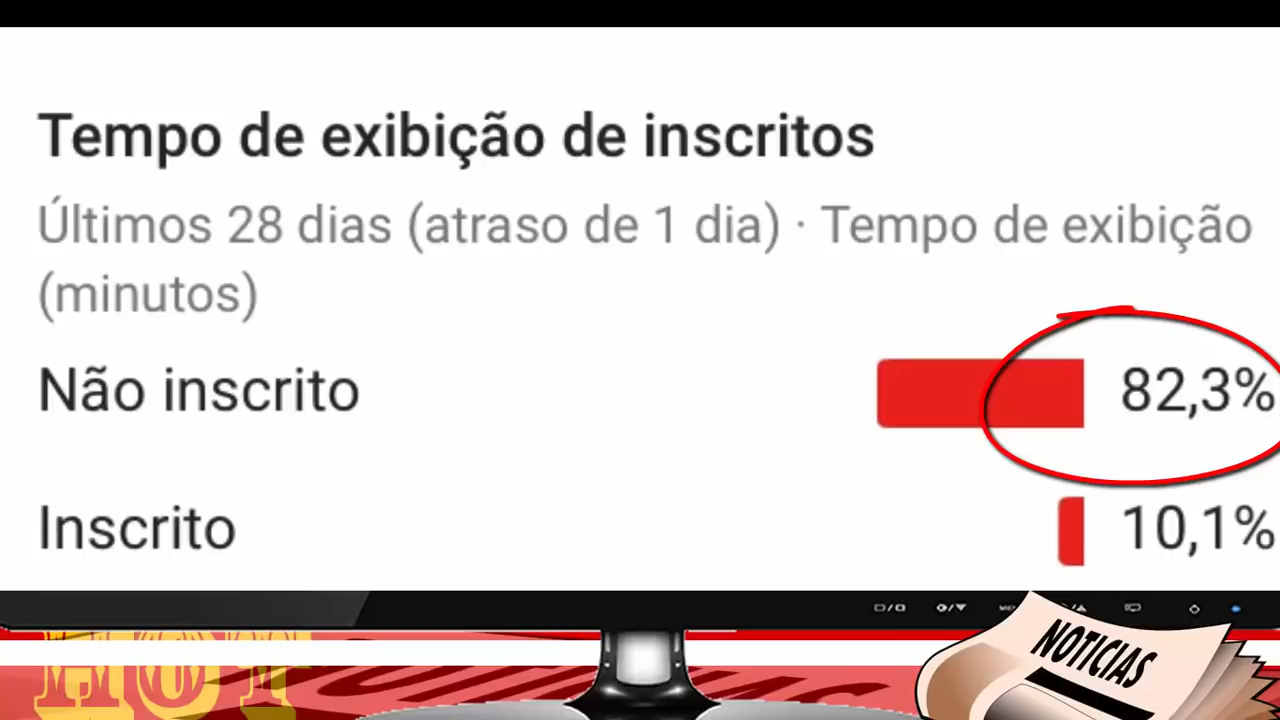 Tempo de exibição de inscritos
Últimos 28 dias (atraso de 1 dia) · Tempo de exibição
(minutos)
Não inscrito 82,3%
Inscrito 10,1%
NOTICIAS
HOT